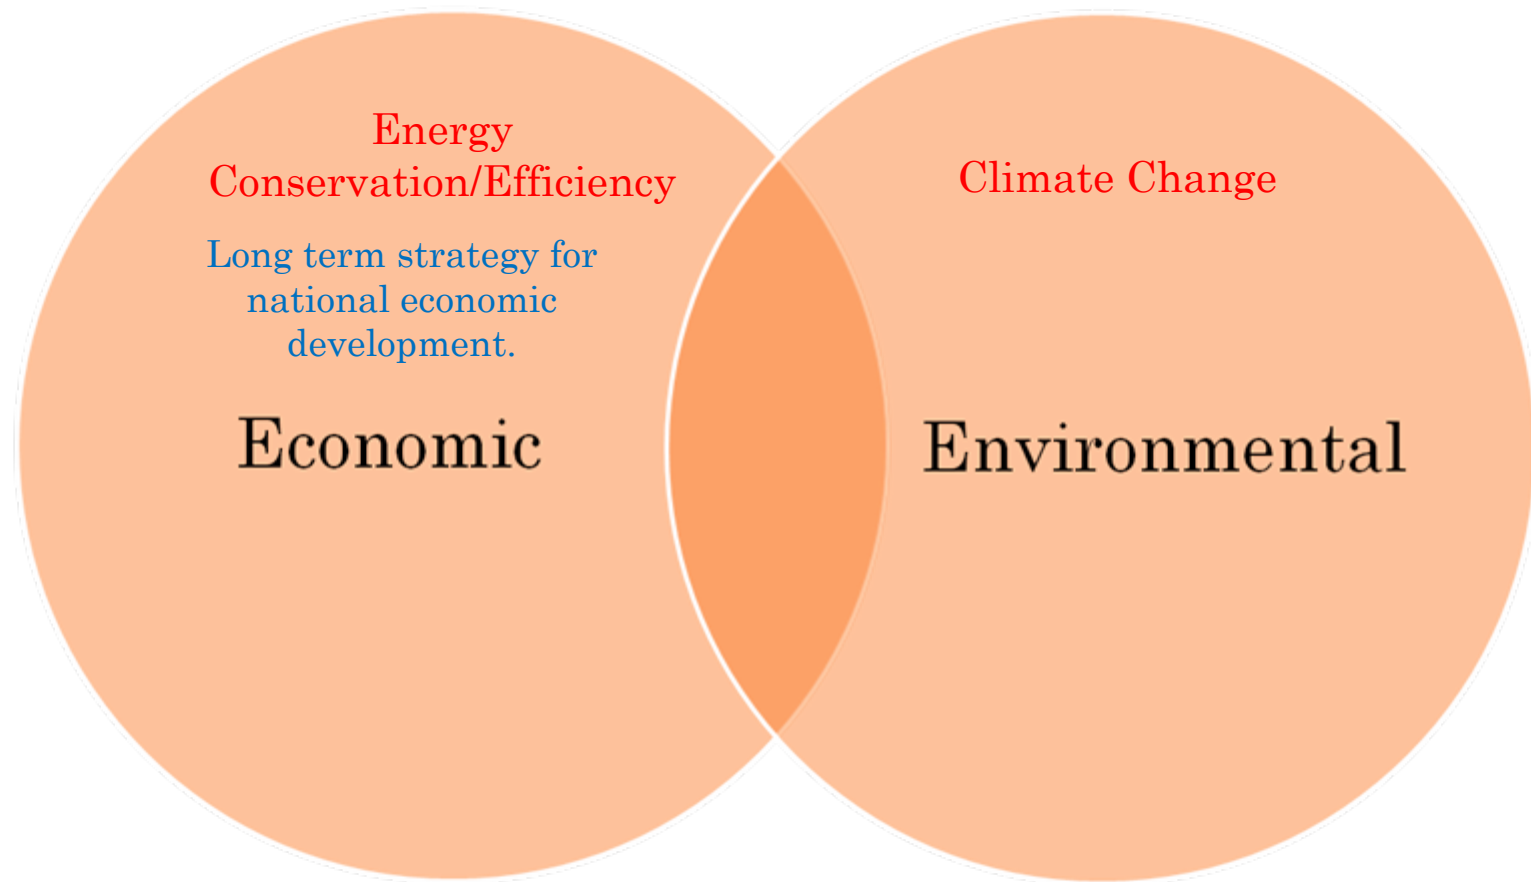 Energy
Conservation/Efficiency
Long term strategy for
national economic
development.
Economic
Climate Change
Environmental